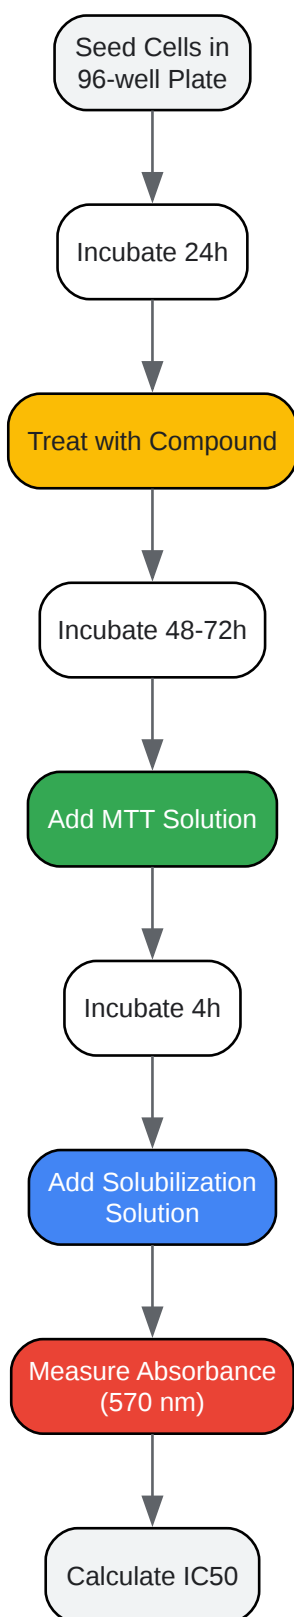 Seed Cells in
96-well Plate
Incubate 24h
Treat with Compound
Incubate 48-72h
Add MTT Solution
Incubate 4h
Add Solubilization
Solution
Measure Absorbance
(570 nm)
Calculate IC50